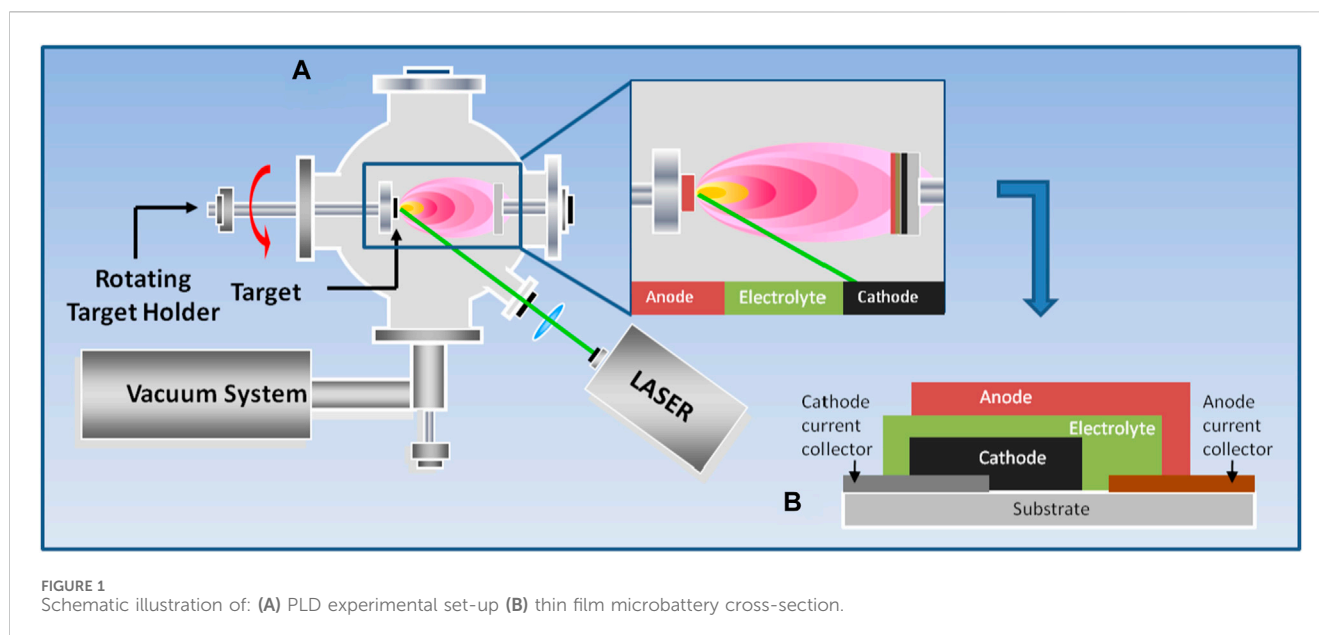 A
Rotating
Target Holder
Target
Vacuum System
LASER
Anode
Electrolyte
Cathode
Cathode
current
collector
Anode
Electrolyte
Cathode
Anode
current
collector
B
Substrate
FIGURE 1
Schematic illustration of: (A) PLD experimental set-up (B) thin film microbattery cross-section.